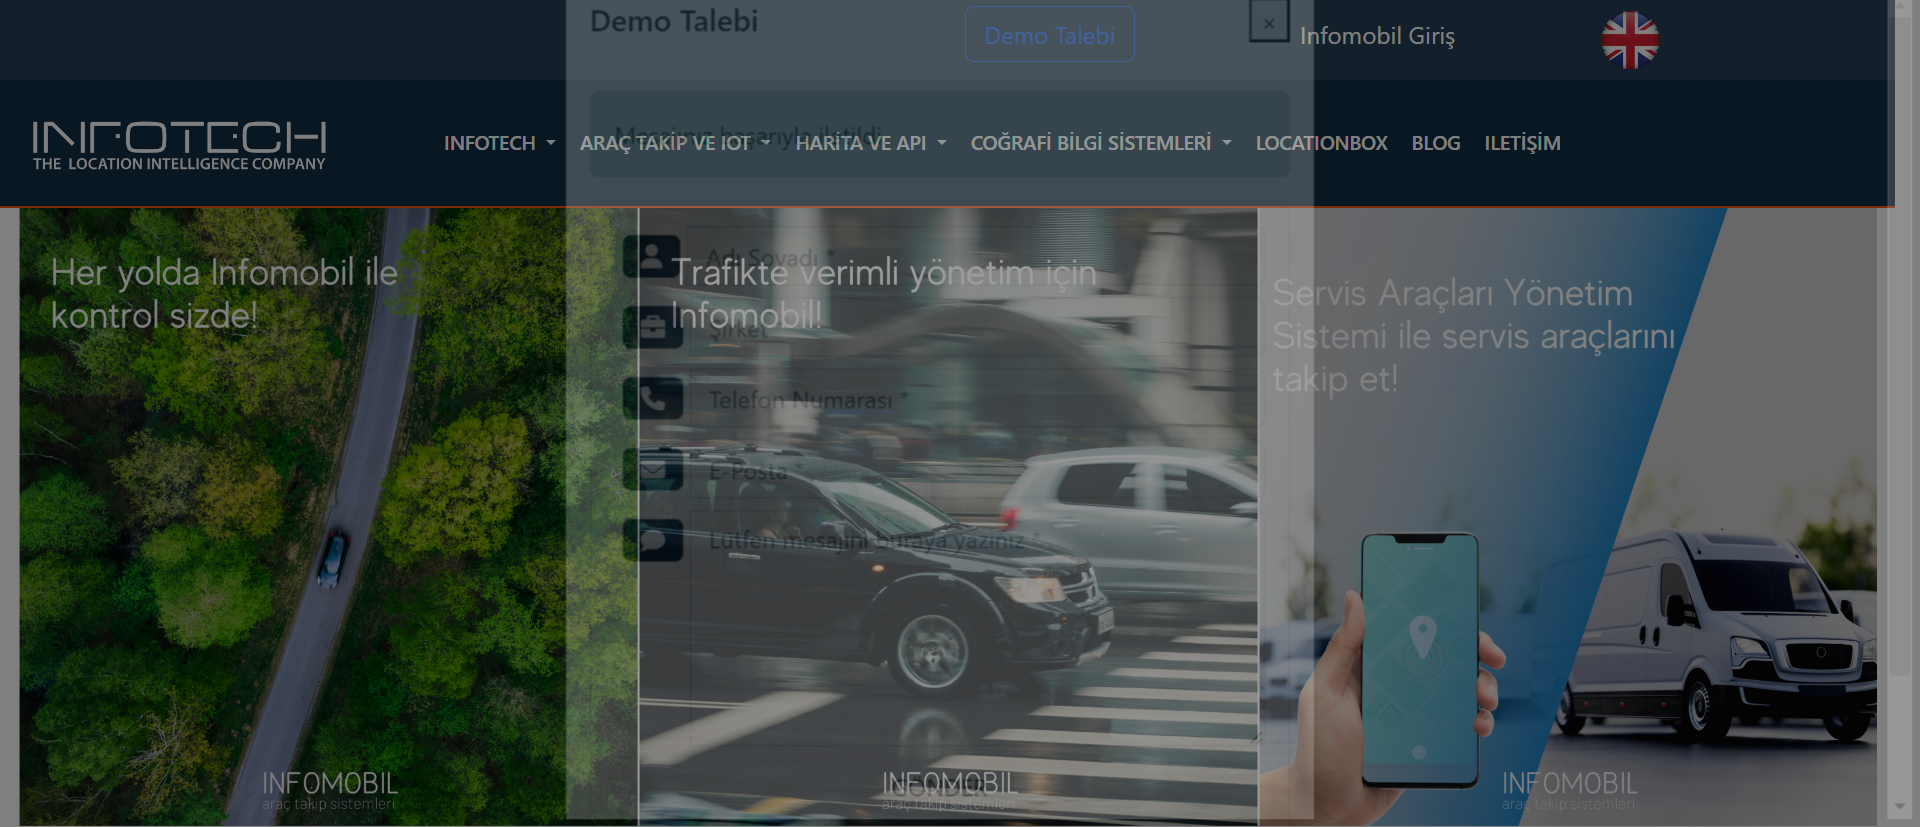 Demo Talebi
Demo Talebi
×
Infomobil Giriş
INFOTECH
THE LOCATION INTELLIGENCE COMPANY
INFOTECH
ARAÇ TAKİP VE IOT
HARİTA VE API
COĞRAFİ BİLGİ SİSTEMLERİ
LOCATIONBOX
BLOG
ILETİŞİM
Mesajınız başarıyla iletildi.
Her yolda Infomobil ile
kontrol sizde!
Adı Soyadı *
Trafikte verimli yönetim için
Infomobil!
Şirket
Telefon Numarası *
E-Posta *
Lütfen mesajını buraya yazınız *
Servis Araçları Yönetim
Sistemi ile servis araçlarını
takip et!
INFOMOBIL
araç takip sistemleri
GÖNDER
INFOMOBIL
araç takip sistemleri
INFOMOBIL
araç takip sistemleri